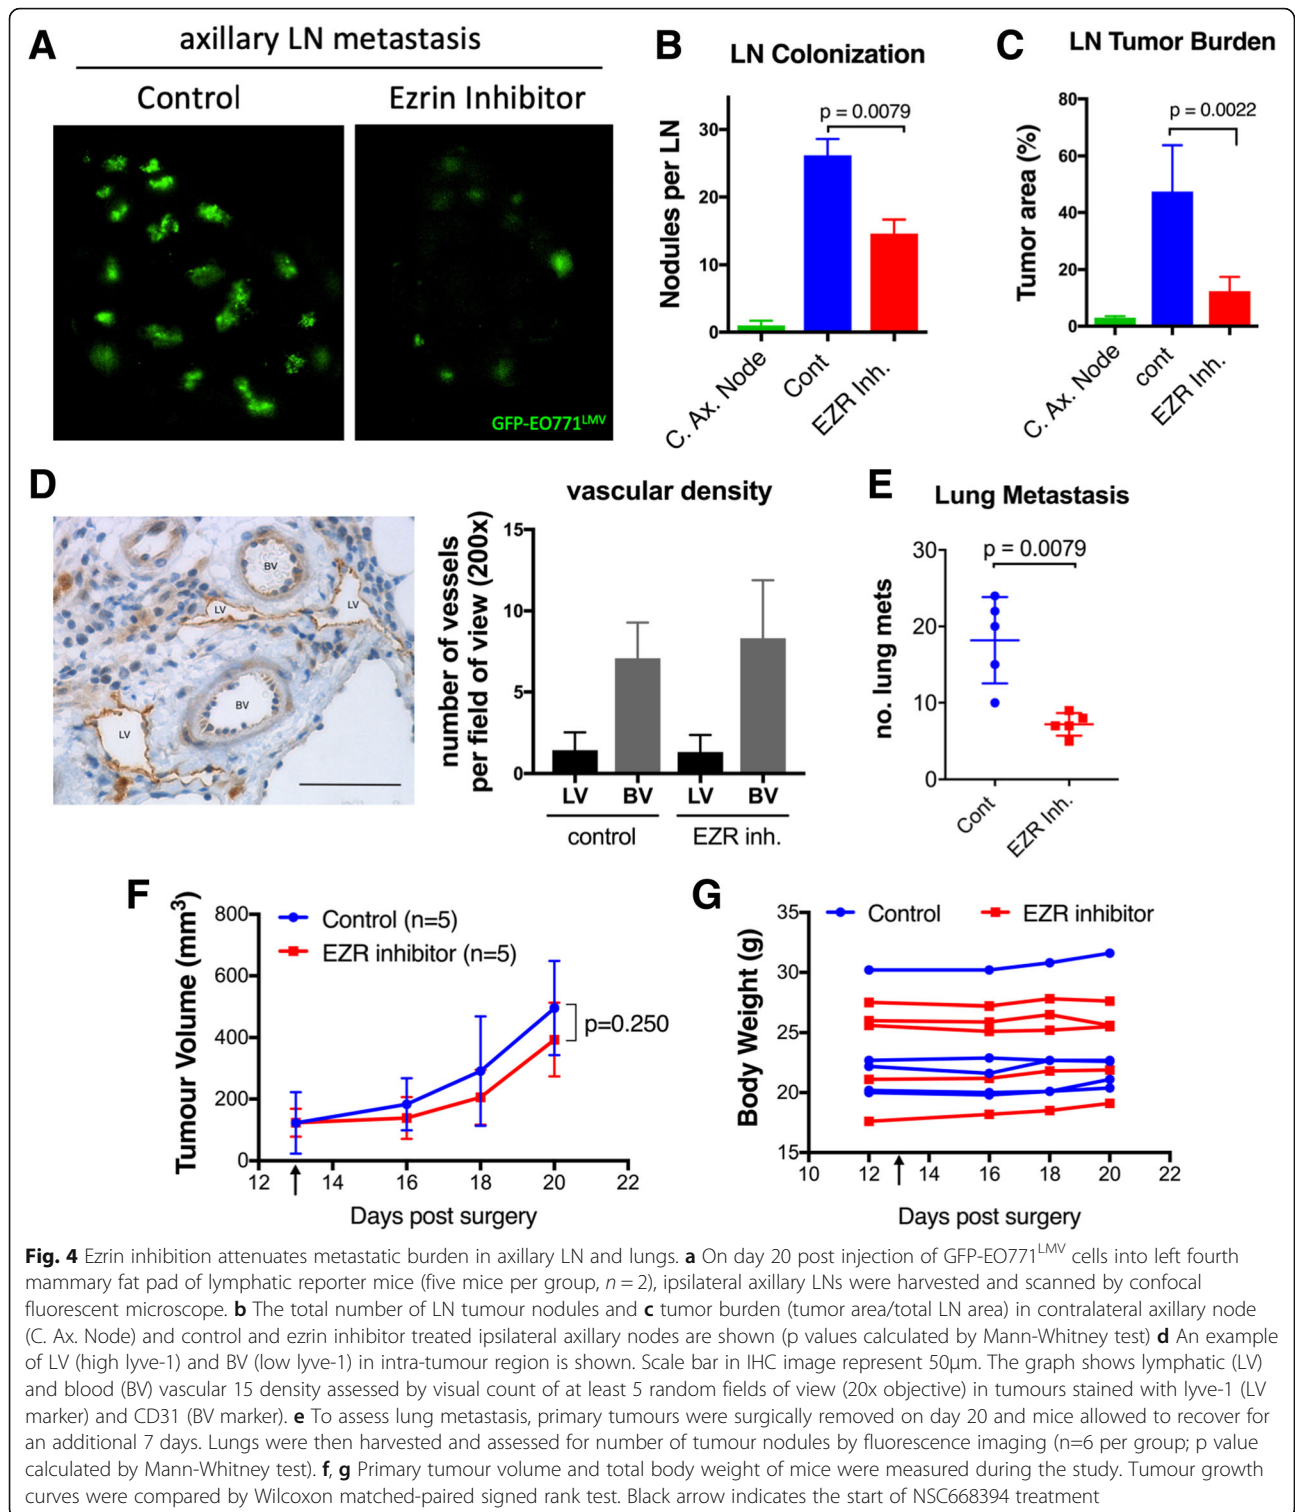 A
axillary LN metastasis
Control
Ezrin Inhibitor
GFP-EO771LMV
B
LN Colonization
p = 0.0079
Nodules per LN
30
20
10
0
C. Ax. Node
Cont
EZR Inh.
C
LN Tumor Burden
p = 0.0022
Tumor area (%)
80
60
40
20
0
C. Ax. Node
cont
EZR Inh.
D
BV
LV
LV
BV
LV
vascular density
number of vessels
per field of view (200x)
15
10
5
0
LV BV LV BV
control EZR inh.
E
Lung Metastasis
p = 0.0079
no. lung mets
30
20
10
0
Cont
EZR Inh.
F
Tumour Volume (mm³)
800
600
400
200
0
Control (n=5)
EZR inhibitor (n=5)
p=0.250
12 14 16 18 20 22
Days post surgery
G
Body Weight (g)
35
30
25
20
15
Control EZR inhibitor
10 12 14 16 18 20 22
Days post surgery
Fig. 4 Ezrin inhibition attenuates metastatic burden in axillary LN and lungs. a On day 20 post injection of GFP-EO771LMV cells into left fourth
mammary fat pad of lymphatic reporter mice (five mice per group, n = 2), ipsilateral axillary LNs were harvested and scanned by confocal
fluorescent microscope. b The total number of LN tumour nodules and c tumor burden (tumor area/total LN area) in contralateral axillary node
(C. Ax. Node) and control and ezrin inhibitor treated ipsilateral axillary nodes are shown (p values calculated by Mann-Whitney test) d An example
of LV (high lyve-1) and BV (low lyve-1) in intra-tumour region is shown. Scale bar in IHC image represent 50μm. The graph shows lymphatic (LV)
and blood (BV) vascular 15 density assessed by visual count of at least 5 random fields of view (20x objective) in tumours stained with lyve-1 (LV
marker) and CD31 (BV marker). e To assess lung metastasis, primary tumours were surgically removed on day 20 and mice allowed to recover for
an additional 7 days. Lungs were then harvested and assessed for number of tumour nodules by fluorescence imaging (n=6 per group; p value
calculated by Mann-Whitney test). f, g Primary tumour volume and total body weight of mice were measured during the study. Tumour growth
curves were compared by Wilcoxon matched-paired signed rank test. Black arrow indicates the start of NSC668394 treatment